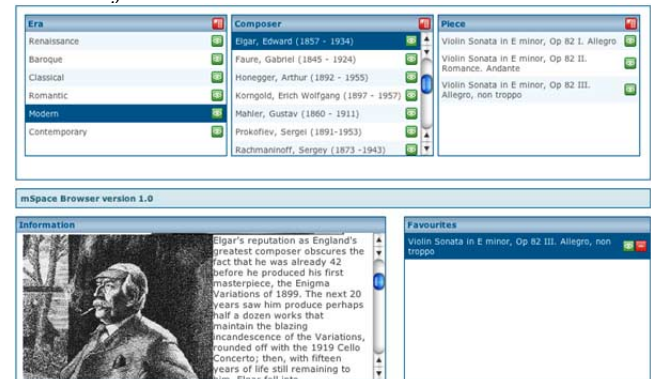 Era
Renaissance
Baroque
Classical
Romantic
Modern
Contemporary
Composer
Elgar, Edward (1857 - 1934)
Faure, Gabriel (1845 - 1924)
Honegger, Arthur (1892 - 1955)
Korngold, Erich Wolfgang (1897 - 1957)
Mahler, Gustav (1860 - 1911)
Prokofiev, Sergei (1891-1953)
Rachmaninoff, Sergey (1873 -1943)
Piece
Violin Sonata in E minor, Op 82 I. Allegro
Violin Sonata in E minor, Op 82 II.
Romance. Andante
Violin Sonata in E minor, Op 82 III.
Allegro, non troppo
mSpace Browser version 1.0
Information
Elgar's reputation as England's
greatest composer obscures the
fact that he was already 42
before he produced his first
masterpiece, the Enigma
Variations of 1899. The next 20
years saw him produce perhaps
half a dozen works that
maintain the blazing
incandescence of the Variations,
rounded off with the 1919 Cello
Concerto; then, with fifteen
years of life still remaining to
him, Elgar fell into
Favourites
Violin Sonata in E minor, Op 82 III. Allegro, non
troppo